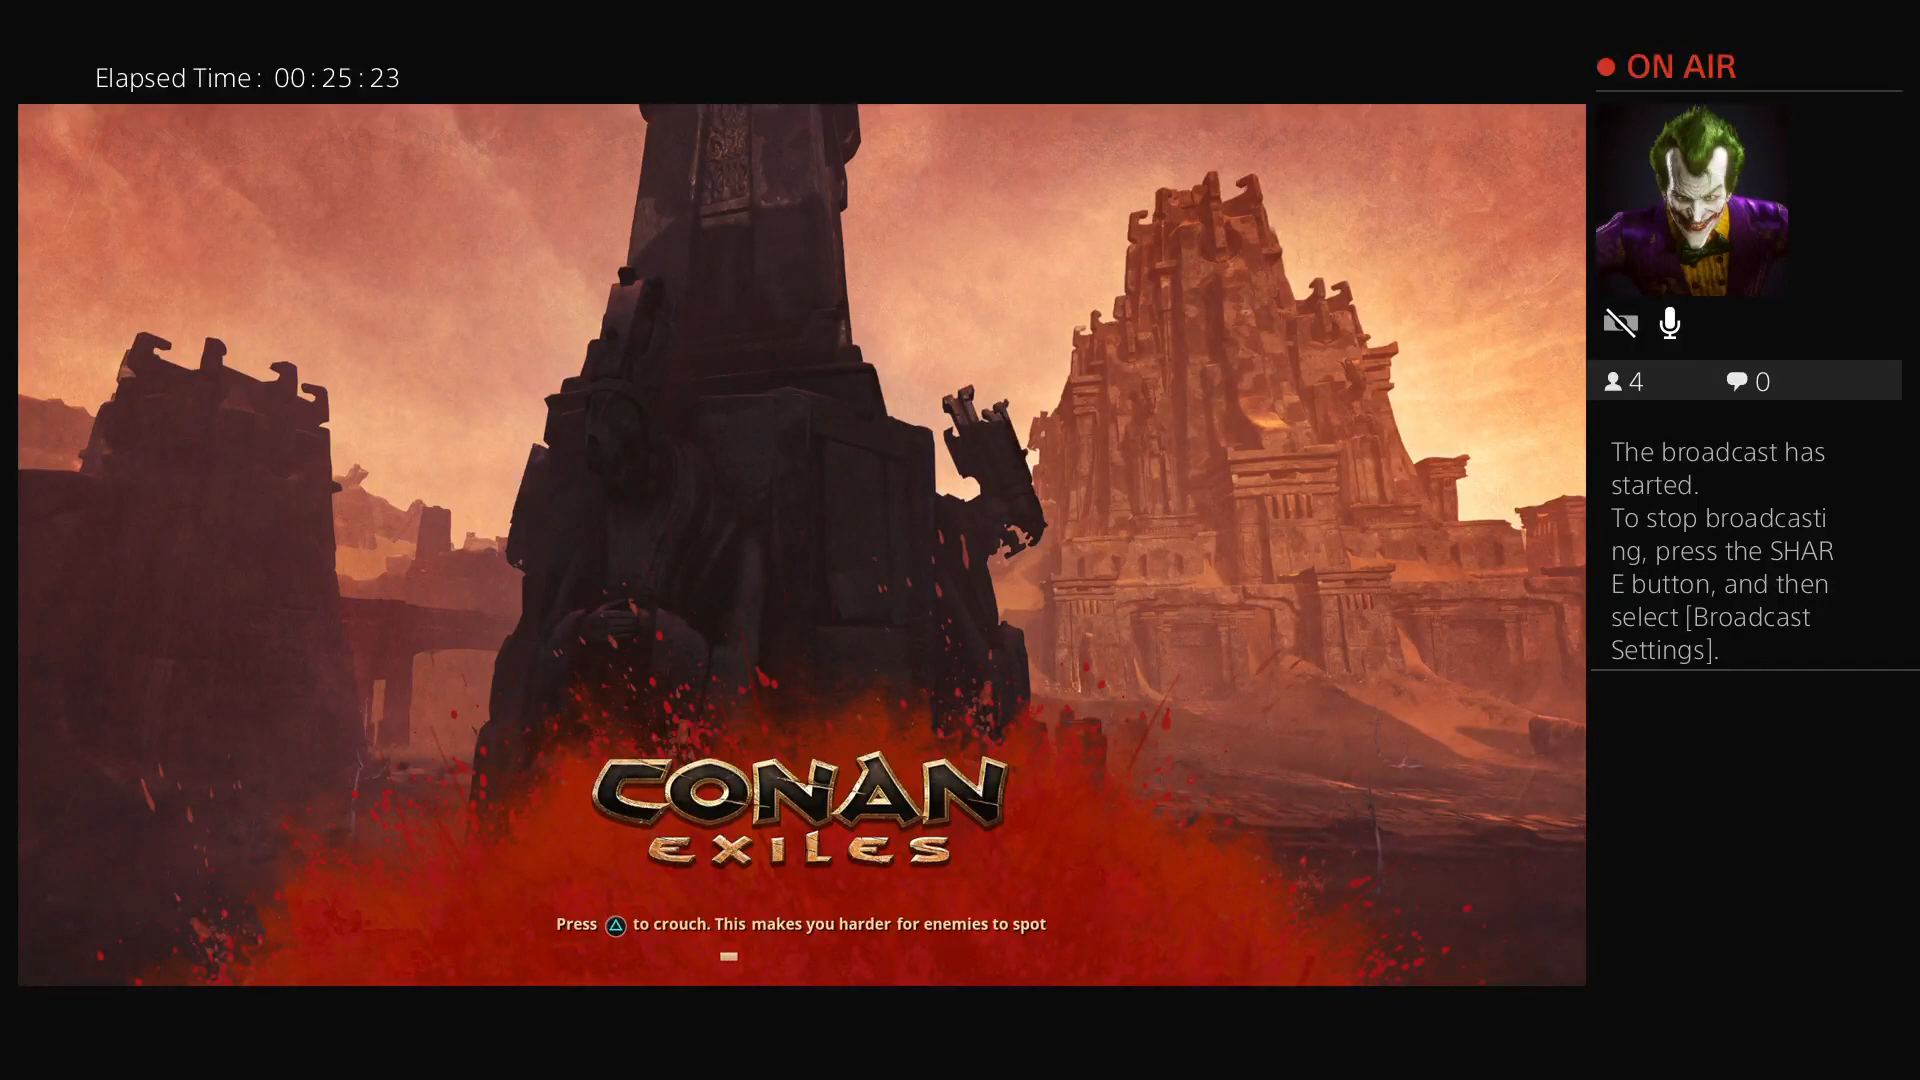 Elapsed Time: 00:25:23
ON AIR
4 0
The broadcast has
started.
To stop broadcasti
ng, press the SHAR
E button, and then
select [Broadcast
Settings].
CONAN
EXILES
Press to crouch. This makes you harder for enemies to spot